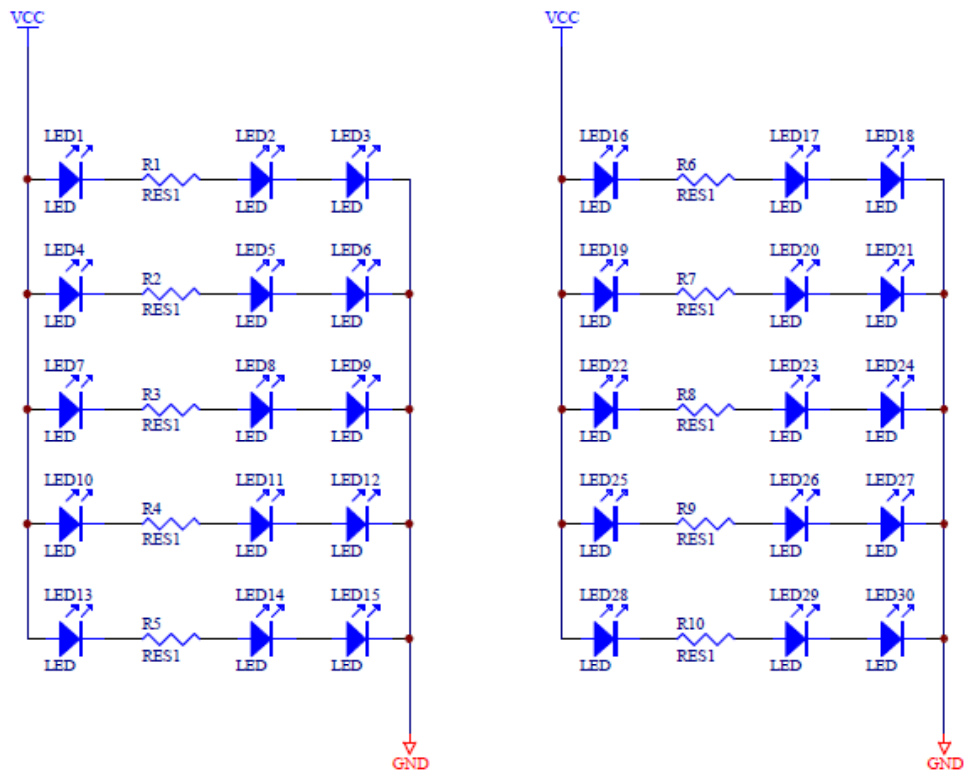 VCC VCC
LED1 LED2 LED3 LED16 LED17 LED18
R1 R6
LED RES1 LED LED LED RES1 LED LED
LED4 LED5 LED6 LED19 LED20 LED21
R2 R7
LED RES1 LED LED LED RES1 LED LED
LED7 LED8 LED9 LED22 LED23 LED24
R3 R8
LED RES1 LED LED LED RES1 LED LED
LED10 LED11 LED12 LED25 LED26 LED27
R4 R9
LED RES1 LED LED LED RES1 LED LED
LED13 LED14 LED15 LED28 LED29 LED30
R5 R10
LED RES1 LED LED LED RES1 LED LED
GND GND